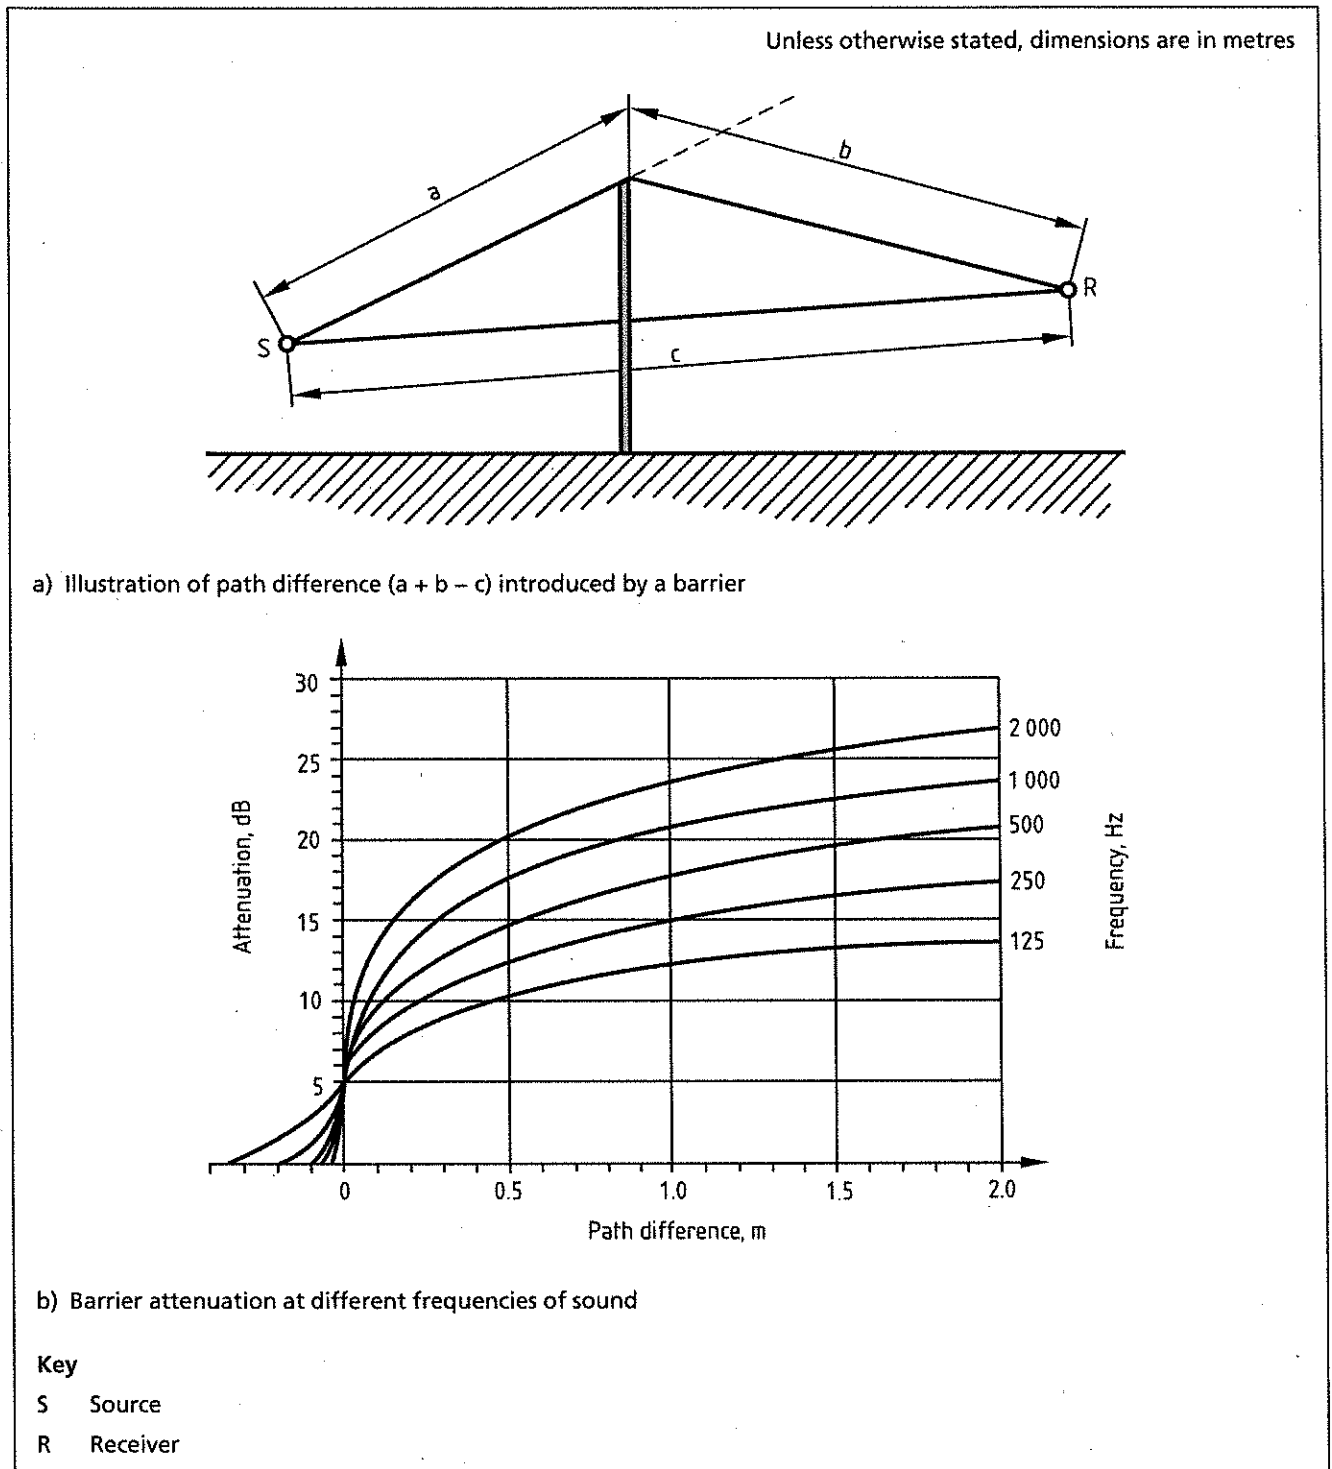 Unless otherwise stated, dimensions are in metres
a
b
S
R
c
a) Illustration of path difference (a + b – c) introduced by a barrier
30
25
20
15
10
5
Attenuation, dB
2 000
1 000
500
250
125
Frequency, Hz
0 0.5 1.0 1.5 2.0
Path difference, m
b) Barrier attenuation at different frequencies of sound
Key
S Source
R Receiver